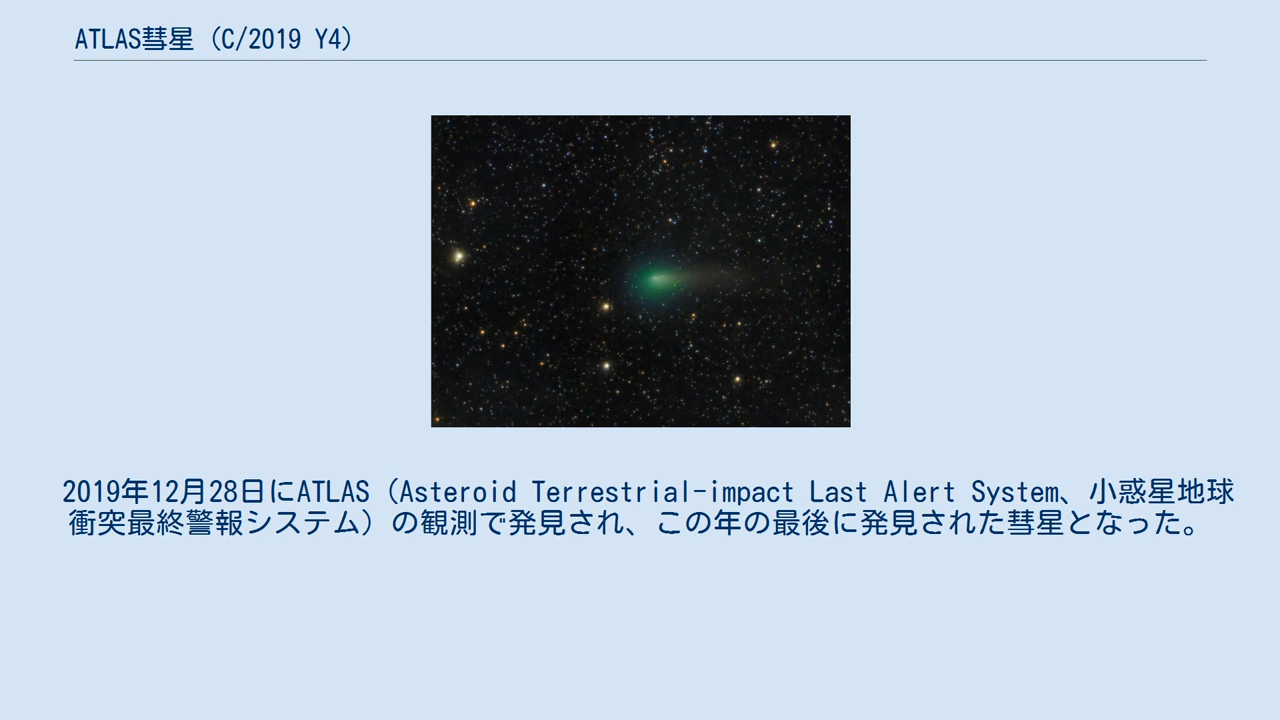 ATLAS彗星（C/2019 Y4）
2019年12月28日にATLAS（Asteroid Terrestrial-impact Last Alert System、小惑星地球
衝突最終警報システム）の観測で発見され、この年の最後に発見された彗星となった。